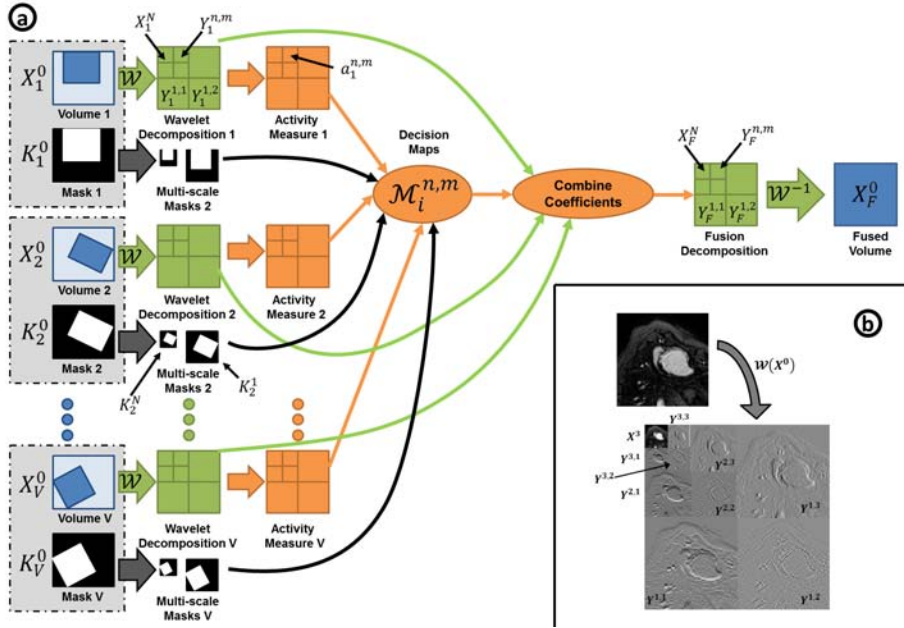 a
X_1^N
Y_1^{n,m}
X_1^0
𝒲
Y_1^{1,1}
Y_1^{1,2}
a_1^{n,m}
Volume 1
Wavelet
Decomposition 1
Activity
Measure 1
K_1^0
Mask 1
Multi-scale
Masks 2
Decision
Maps
ℳ_i^{n,m}
Combine
Coefficients
X_F^N
Y_F^{n,m}
Y_F^{1,1}
Y_F^{1,2}
Fusion
Decomposition
𝒲^{-1}
X_F^0
Fused
Volume
X_2^0
𝒲
Volume 2
Wavelet
Decomposition 2
Activity
Measure 2
K_2^0
Mask 2
Multi-scale
Masks 2
K_2^N
K_2^1
X_V^0
𝒲
Volume V
Wavelet
Decomposition V
Activity
Measure V
K_V^0
Mask V
Multi-scale
Masks V
b
𝒲(X^0)
Y^{3,3}
X^3
Y^{3,1}
Y^{3,2}
Y^{2,3}
Y^{2,1}
Y^{2,2}
Y^{1,3}
Y^{1,1}
Y^{1,2}